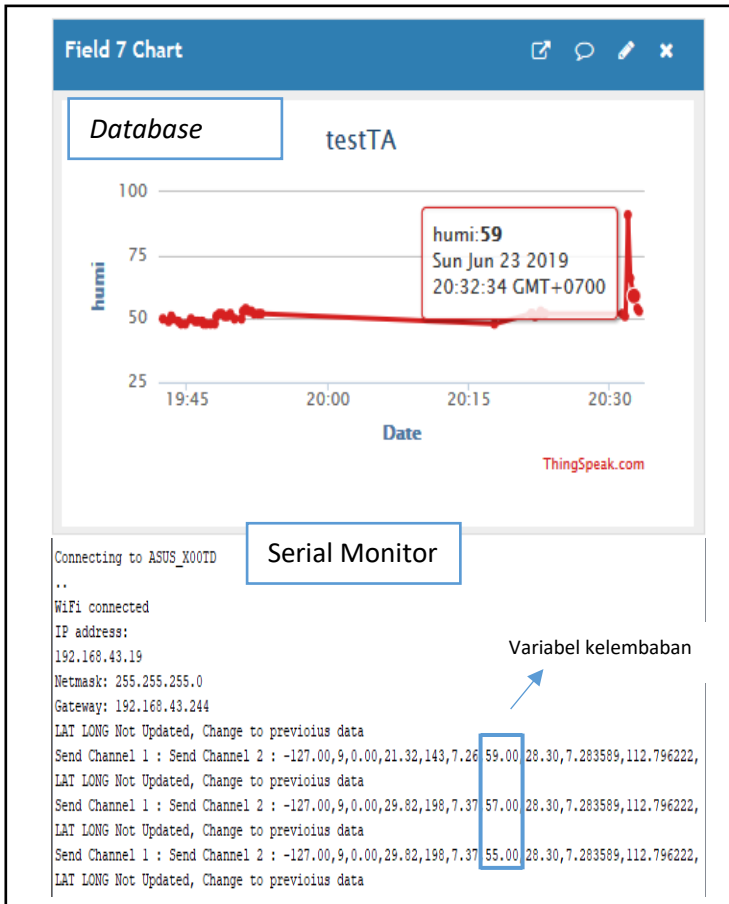 Field 7 Chart
Database
testTA
100
75
50
25
humi
humi:59
Sun Jun 23 2019
20:32:34 GMT+0700
19:45 20:00 20:15 20:30
Date
ThingSpeak.com
Serial Monitor
Connecting to ASUS_X00TD
..
WiFi connected
IP address:
192.168.43.19
Variabel kelembaban
Netmask: 255.255.255.0
Gateway: 192.168.43.244
LAT LONG Not Updated, Change to previoius data
Send Channel 1 : Send Channel 2 : -127.00,9,0.00,21.32,143,7.26,59.00,28.30,7.283589,112.796222,
LAT LONG Not Updated, Change to previoius data
Send Channel 1 : Send Channel 2 : -127.00,9,0.00,29.82,198,7.37,57.00,28.30,7.283589,112.796222,
LAT LONG Not Updated, Change to previoius data
Send Channel 1 : Send Channel 2 : -127.00,9,0.00,29.82,198,7.37,55.00,28.30,7.283589,112.796222,
LAT LONG Not Updated, Change to previoius data